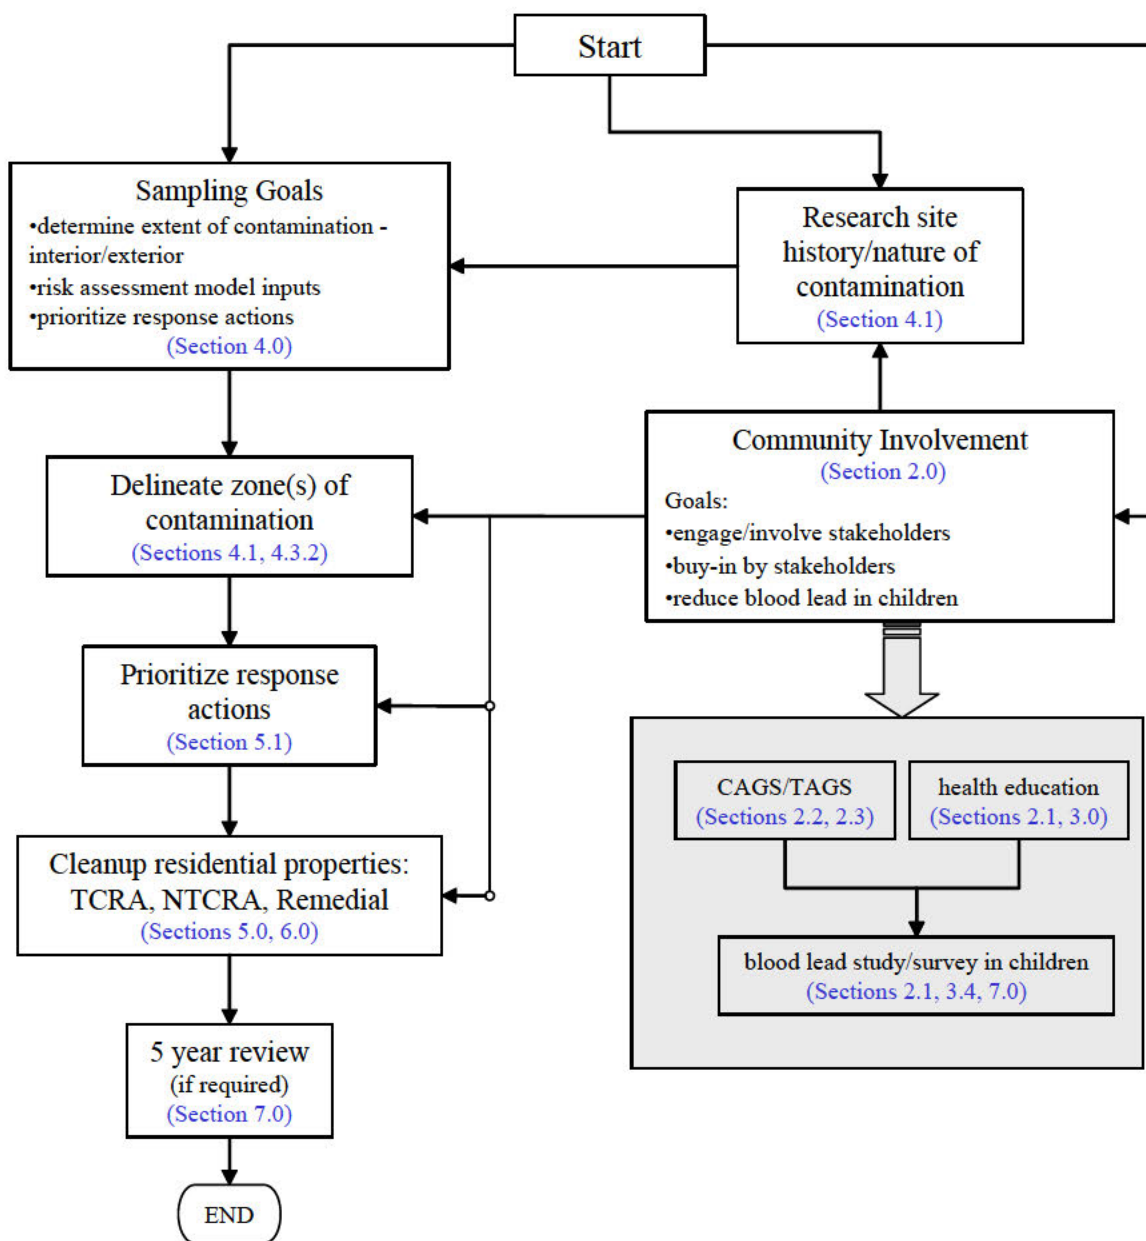 Start
Sampling Goals
•determine extent of contamination -
interior/exterior
•risk assessment model inputs
•prioritize response actions
(Section 4.0)
Research site
history/nature of
contamination
(Section 4.1)
Community Involvement
(Section 2.0)
Goals:
•engage/involve stakeholders
•buy-in by stakeholders
•reduce blood lead in children
Delineate zone(s) of
contamination
(Sections 4.1, 4.3.2)
Prioritize response
actions
(Section 5.1)
CAGS/TAGS
(Sections 2.2, 2.3)
health education
(Sections 2.1, 3.0)
Cleanup residential properties:
TCRA, NTCRA, Remedial
(Sections 5.0, 6.0)
blood lead study/survey in children
(Sections 2.1, 3.4, 7.0)
5 year review
(if required)
(Section 7.0)
END